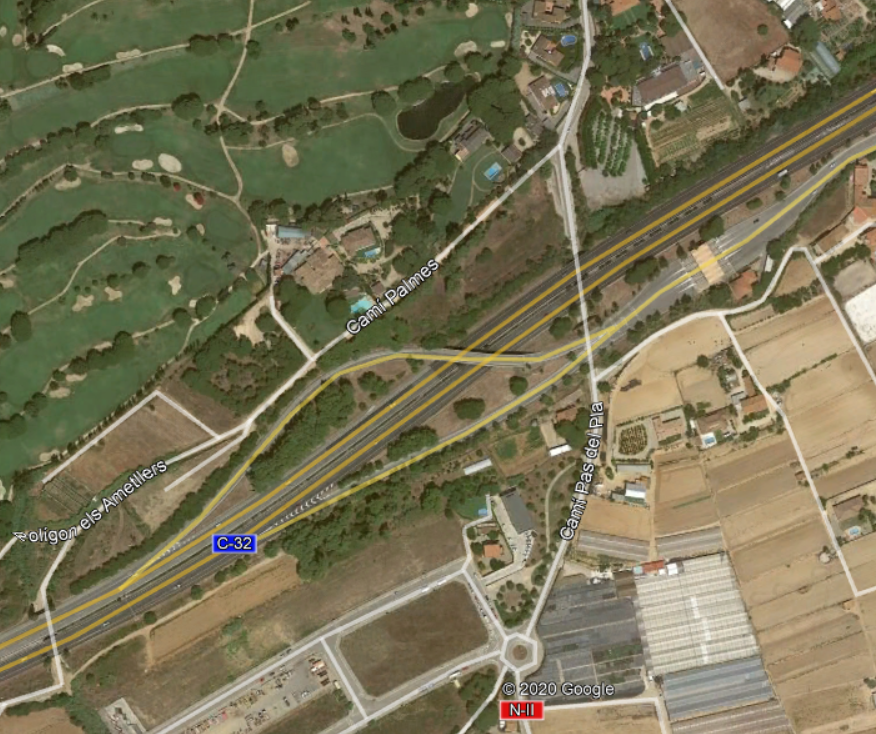 Camí Palmes
Camí Pas del Pla
Polígon els Ametllers
C-32
© 2020 Google
N-II